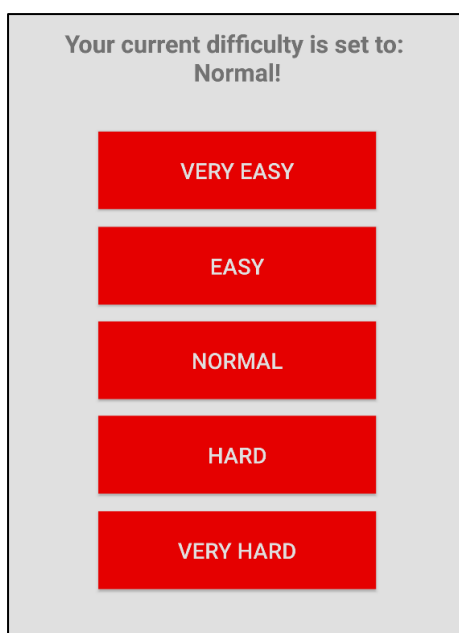 Your current difficulty is set to:
Normal!
VERY EASY
EASY
NORMAL
HARD
VERY HARD